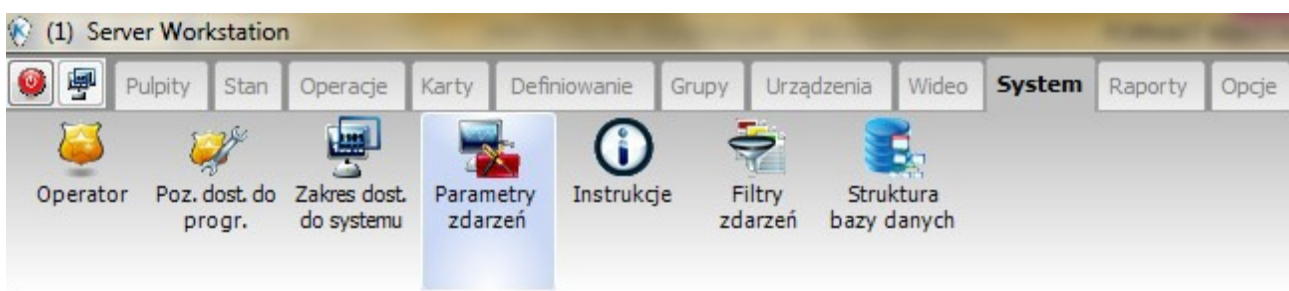 (1) Server Workstation
Pulpity Stan Operacje Karty Definiowanie Grupy Urządzenia Wideo System Raporty Opcje
Operator Poz. dost. do progr. Zakres dost. do systemu Parametry zdarzeń Instrukcje Filtry zdarzeń Struktura bazy danych